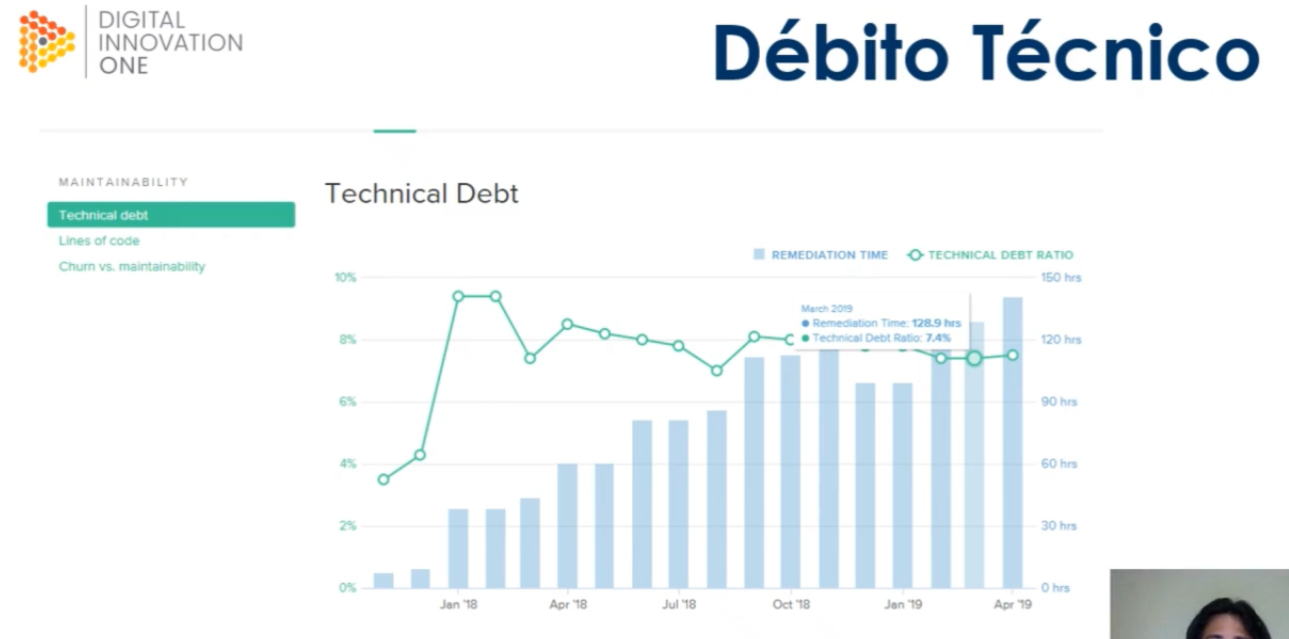 DIGITAL
INNOVATION
ONE
Débito Técnico
MAINTAINABILITY
Technical debt
Lines of code
Churn vs. maintainability
Technical Debt
REMEDIATION TIME TECHNICAL DEBT RATIO
10% 150 hrs
March 2019
Remediation Time: 128.9 hrs
Technical Debt Ratio: 7.4%
8% 120 hrs
6% 90 hrs
4% 60 hrs
2% 30 hrs
0% 0 hrs
Jan '18 Apr '18 Jul '18 Oct '18 Jan '19 Apr '19